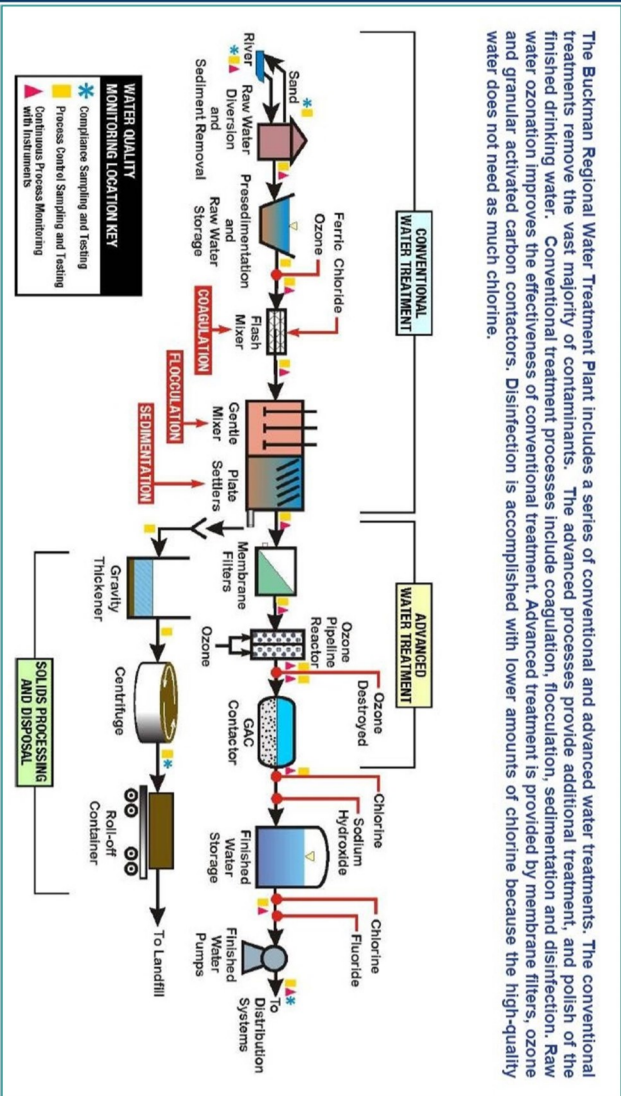 The Buckman Regional Water Treatment Plant includes a series of conventional and advanced water treatments. The conventional
treatments remove the vast majority of contaminants. The advanced processes provide additional treatment, and polish of the
finished drinking water. Conventional treatment processes include coagulation, flocculation, sedimentation and disinfection. Raw
water ozonation improves the effectiveness of conventional treatment. Advanced treatment is provided by membrane filters, ozone
and granular activated carbon contactors. Disinfection is accomplished with lower amounts of chlorine because the high-quality
water does not need as much chlorine.
CONVENTIONAL
WATER TREATMENT
ADVANCED
WATER TREATMENT
Sand
River
Raw Water
Diversion
and
Sediment Removal
Presedimentation
and
Raw Water
Storage
Ferric Chloride
Ozone
Flash
Mixer
COAGULATION
Gentle
Mixer
FLOCCULATION
Plate
Settlers
SEDIMENTATION
Membrane
Filters
Ozone
Pipeline
Reactor
Ozone
Ozone
Destroyed
GAC
Contactor
Chlorine
Sodium
Hydroxide
Finished
Water
Storage
Chlorine
Fluoride
Finished
Water
Pumps
To
Distribution
Systems
Gravity
Thickener
Centrifuge
Roll-off
Container
To Landfill
SOLIDS PROCESSING
AND DISPOSAL
WATER QUALITY
MONITORING LOCATION KEY
Compliance Sampling and Testing
Process Control Sampling and Testing
Continuous Process Monitoring
with Instruments